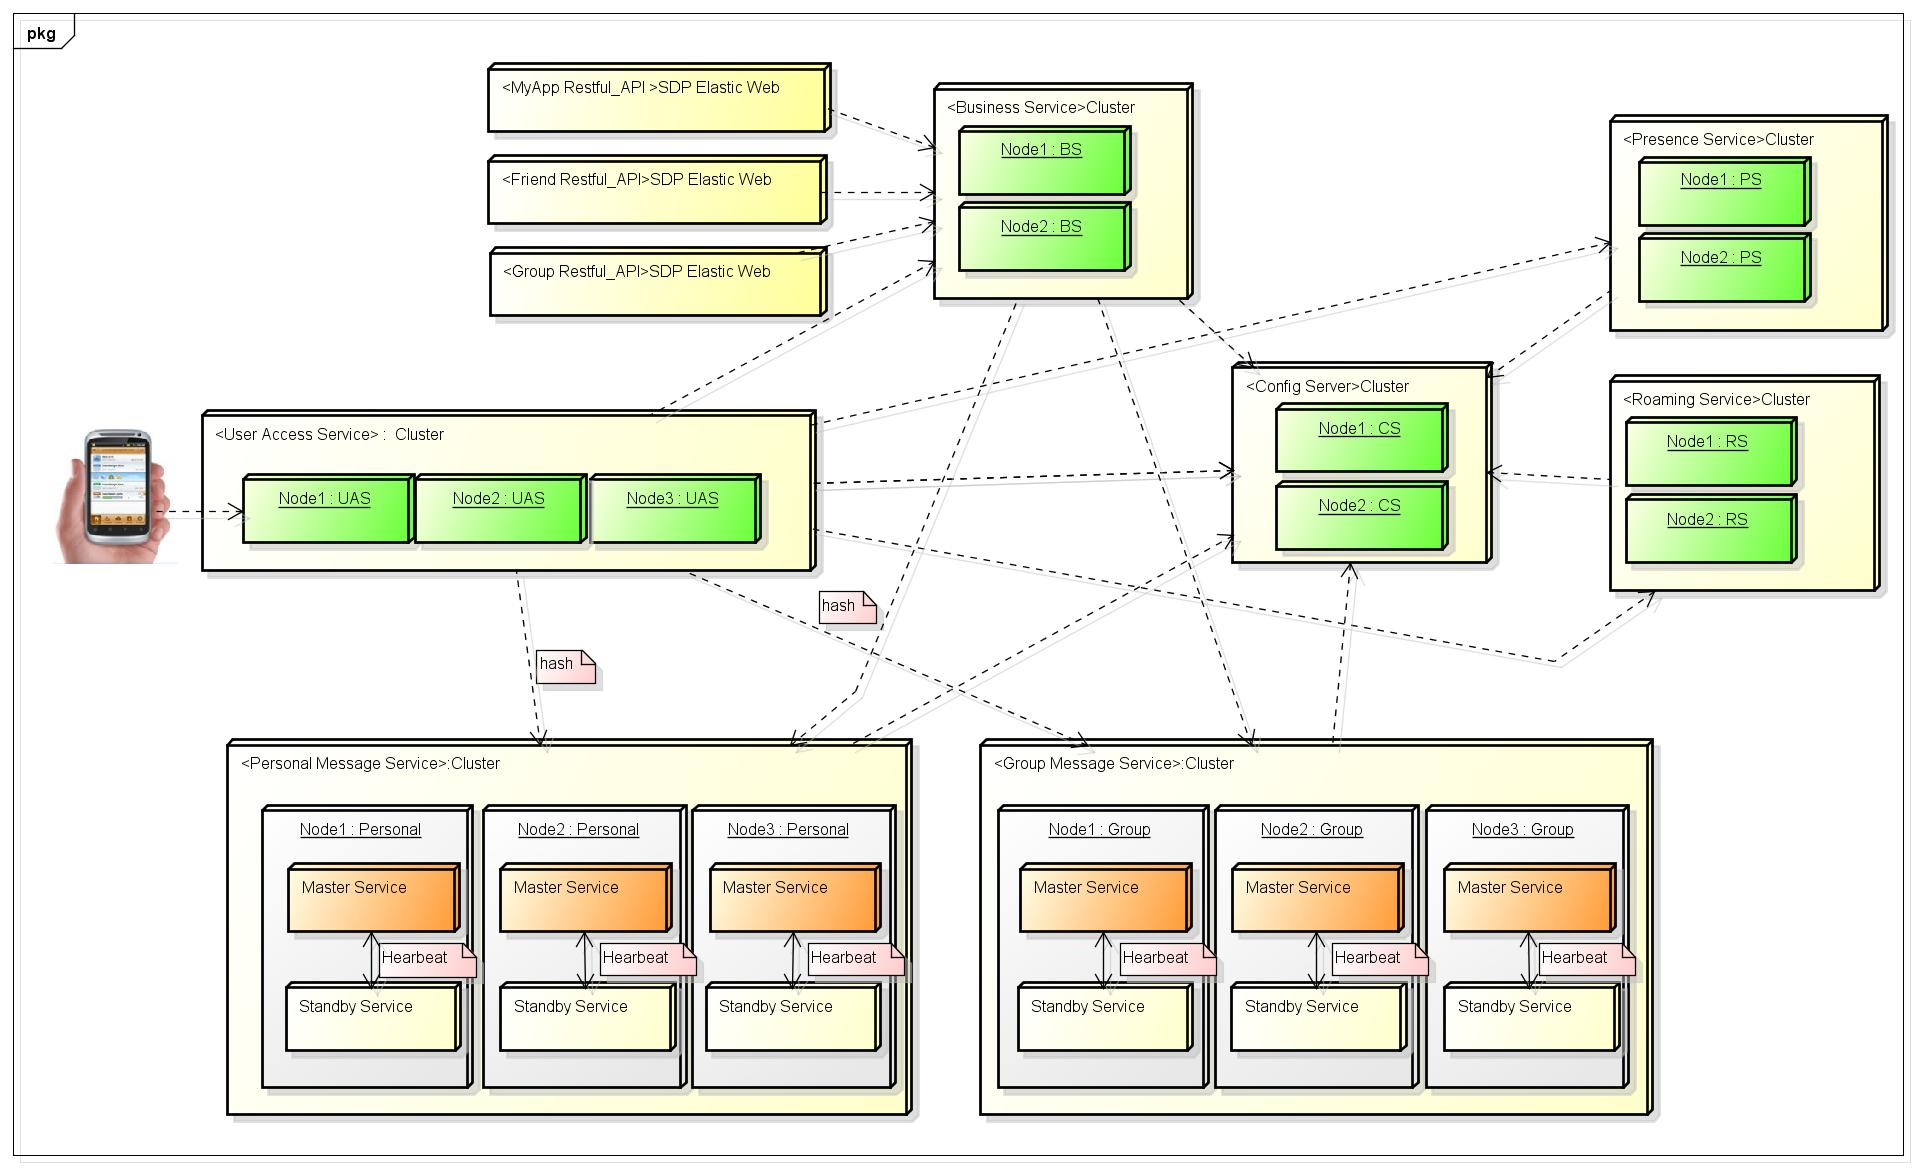 pkg
<MyApp Restful_API >SDP Elastic Web
<Friend Restful_API>SDP Elastic Web
<Group Restful_API>SDP Elastic Web
<Business Service>Cluster
Node1 : BS
Node2 : BS
<Presence Service>Cluster
Node1 : PS
Node2 : PS
<Config Server>Cluster
Node1 : CS
Node2 : CS
<Roaming Service>Cluster
Node1 : RS
Node2 : RS
<User Access Service> :  Cluster
Node1 : UAS
Node2 : UAS
Node3 : UAS
hash
hash
<Personal Message Service>:Cluster
Node1 : Personal
Master Service
Hearbeat
Standby Service
Node2 : Personal
Master Service
Hearbeat
Standby Service
Node3 : Personal
Master Service
Hearbeat
Standby Service
<Group Message Service>:Cluster
Node1 : Group
Master Service
Hearbeat
Standby Service
Node2 : Group
Master Service
Hearbeat
Standby Service
Node3 : Group
Master Service
Hearbeat
Standby Service